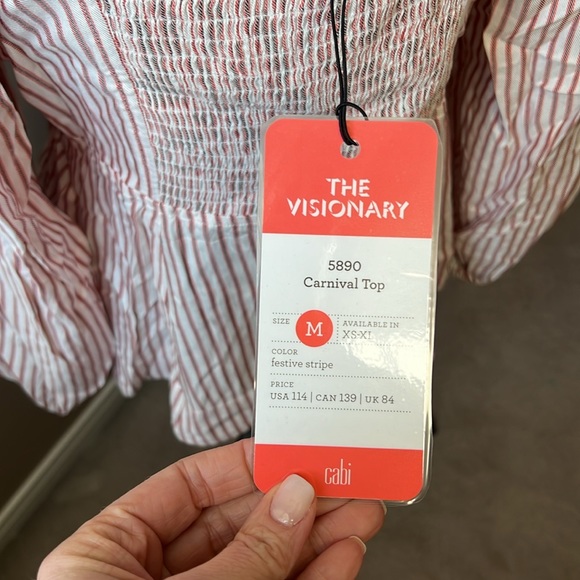 THE
VISIONARY
5890
Carnival Top
SIZE
M
AVAILABLE IN
XS-XL
COLOR
festive stripe
PRICE
USA 114 | CAN 139 | UK 84
cabi